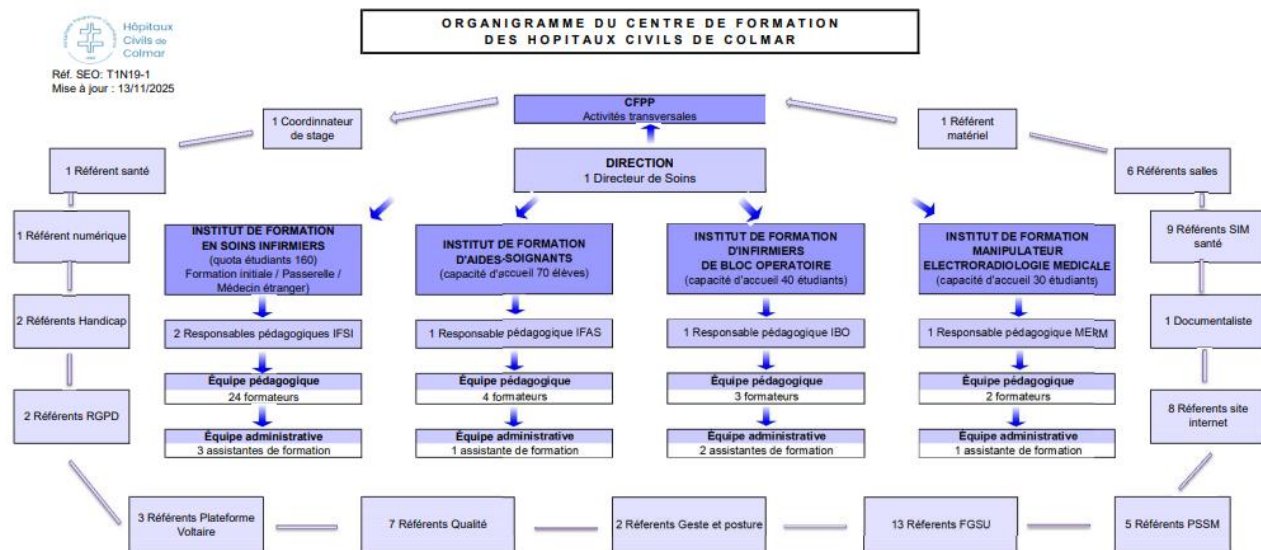 Hôpitaux
Civils de
Colmar
ORGANIGRAMME DU CENTRE DE FORMATION
DES HOPITAUX CIVILS DE COLMAR
Réf. SEO: T1N19-1
Mise à jour : 13/11/2025
CFPP
Activités transversales
1 Coordinnateur
de stage
1 Référent
matériel
DIRECTION
1 Directeur de Soins
1 Référent santé
6 Référents salles
1 Référent numérique
INSTITUT DE FORMATION
EN SOINS INFIRMIERS
(quota étudiants 160)
Formation initiale / Passerelle /
Médecin étranger)
INSTITUT DE FORMATION
D'AIDES-SOIGNANTS
(capacité d'accueil 70 élèves)
INSTITUT DE FORMATION
D'INFIRMIERS
DE BLOC OPERATOIRE
(capacité d'accueil 40 étudiants)
INSTITUT DE FORMATION
MANIPULATEUR
ELECTRORADIOLOGIE MEDICALE
(capacité d'accueil 30 étudiants)
9 Référents SIM
santé
2 Référents Handicap
2 Responsables pédagogiques IFSI
1 Responsable pédagogique IFAS
1 Responsable pédagogique IBO
1 Responsable pédagogique MERM
1 Documentaliste
Équipe pédagogique
24 formateurs
Équipe pédagogique
4 formateurs
Équipe pédagogique
3 formateurs
Équipe pédagogique
2 formateurs
2 Référents RGPD
8 Réferents site
internet
Équipe administrative
3 assistantes de formation
Équipe administrative
1 assistante de formation
Équipe administrative
2 assistantes de formation
Équipe administrative
1 assistante de formation
3 Référents Plateforme
Voltaire
7 Référents Qualité
2 Réferents Geste et posture
13 Réferents FGSU
5 Référents PSSM